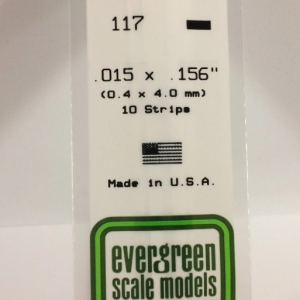 117
.015 x .156"
(0.4 x 4.0 mm)
10 Strips
Made in U.S.A.
evergreen
scale models